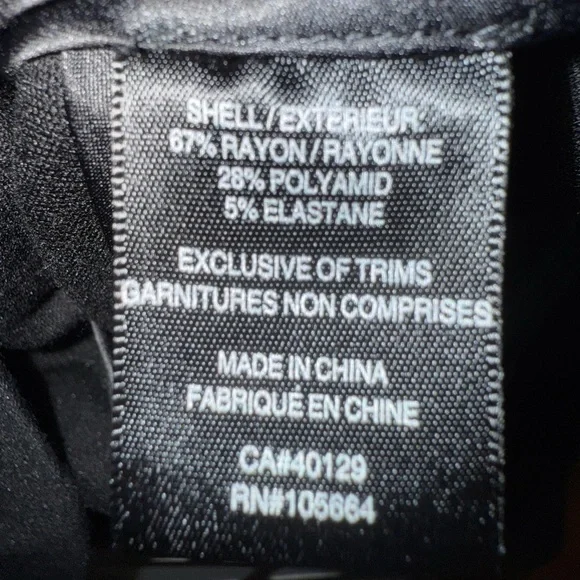 SHELL/EXTERIEUR
67% RAYON/RAYONNE
28% POLYAMID
5% ELASTANE
EXCLUSIVE OF TRIMS
GARNITURES NON COMPRISES
MADE IN CHINA
FABRIQUÉ EN CHINE
CA#40129
RN#105664